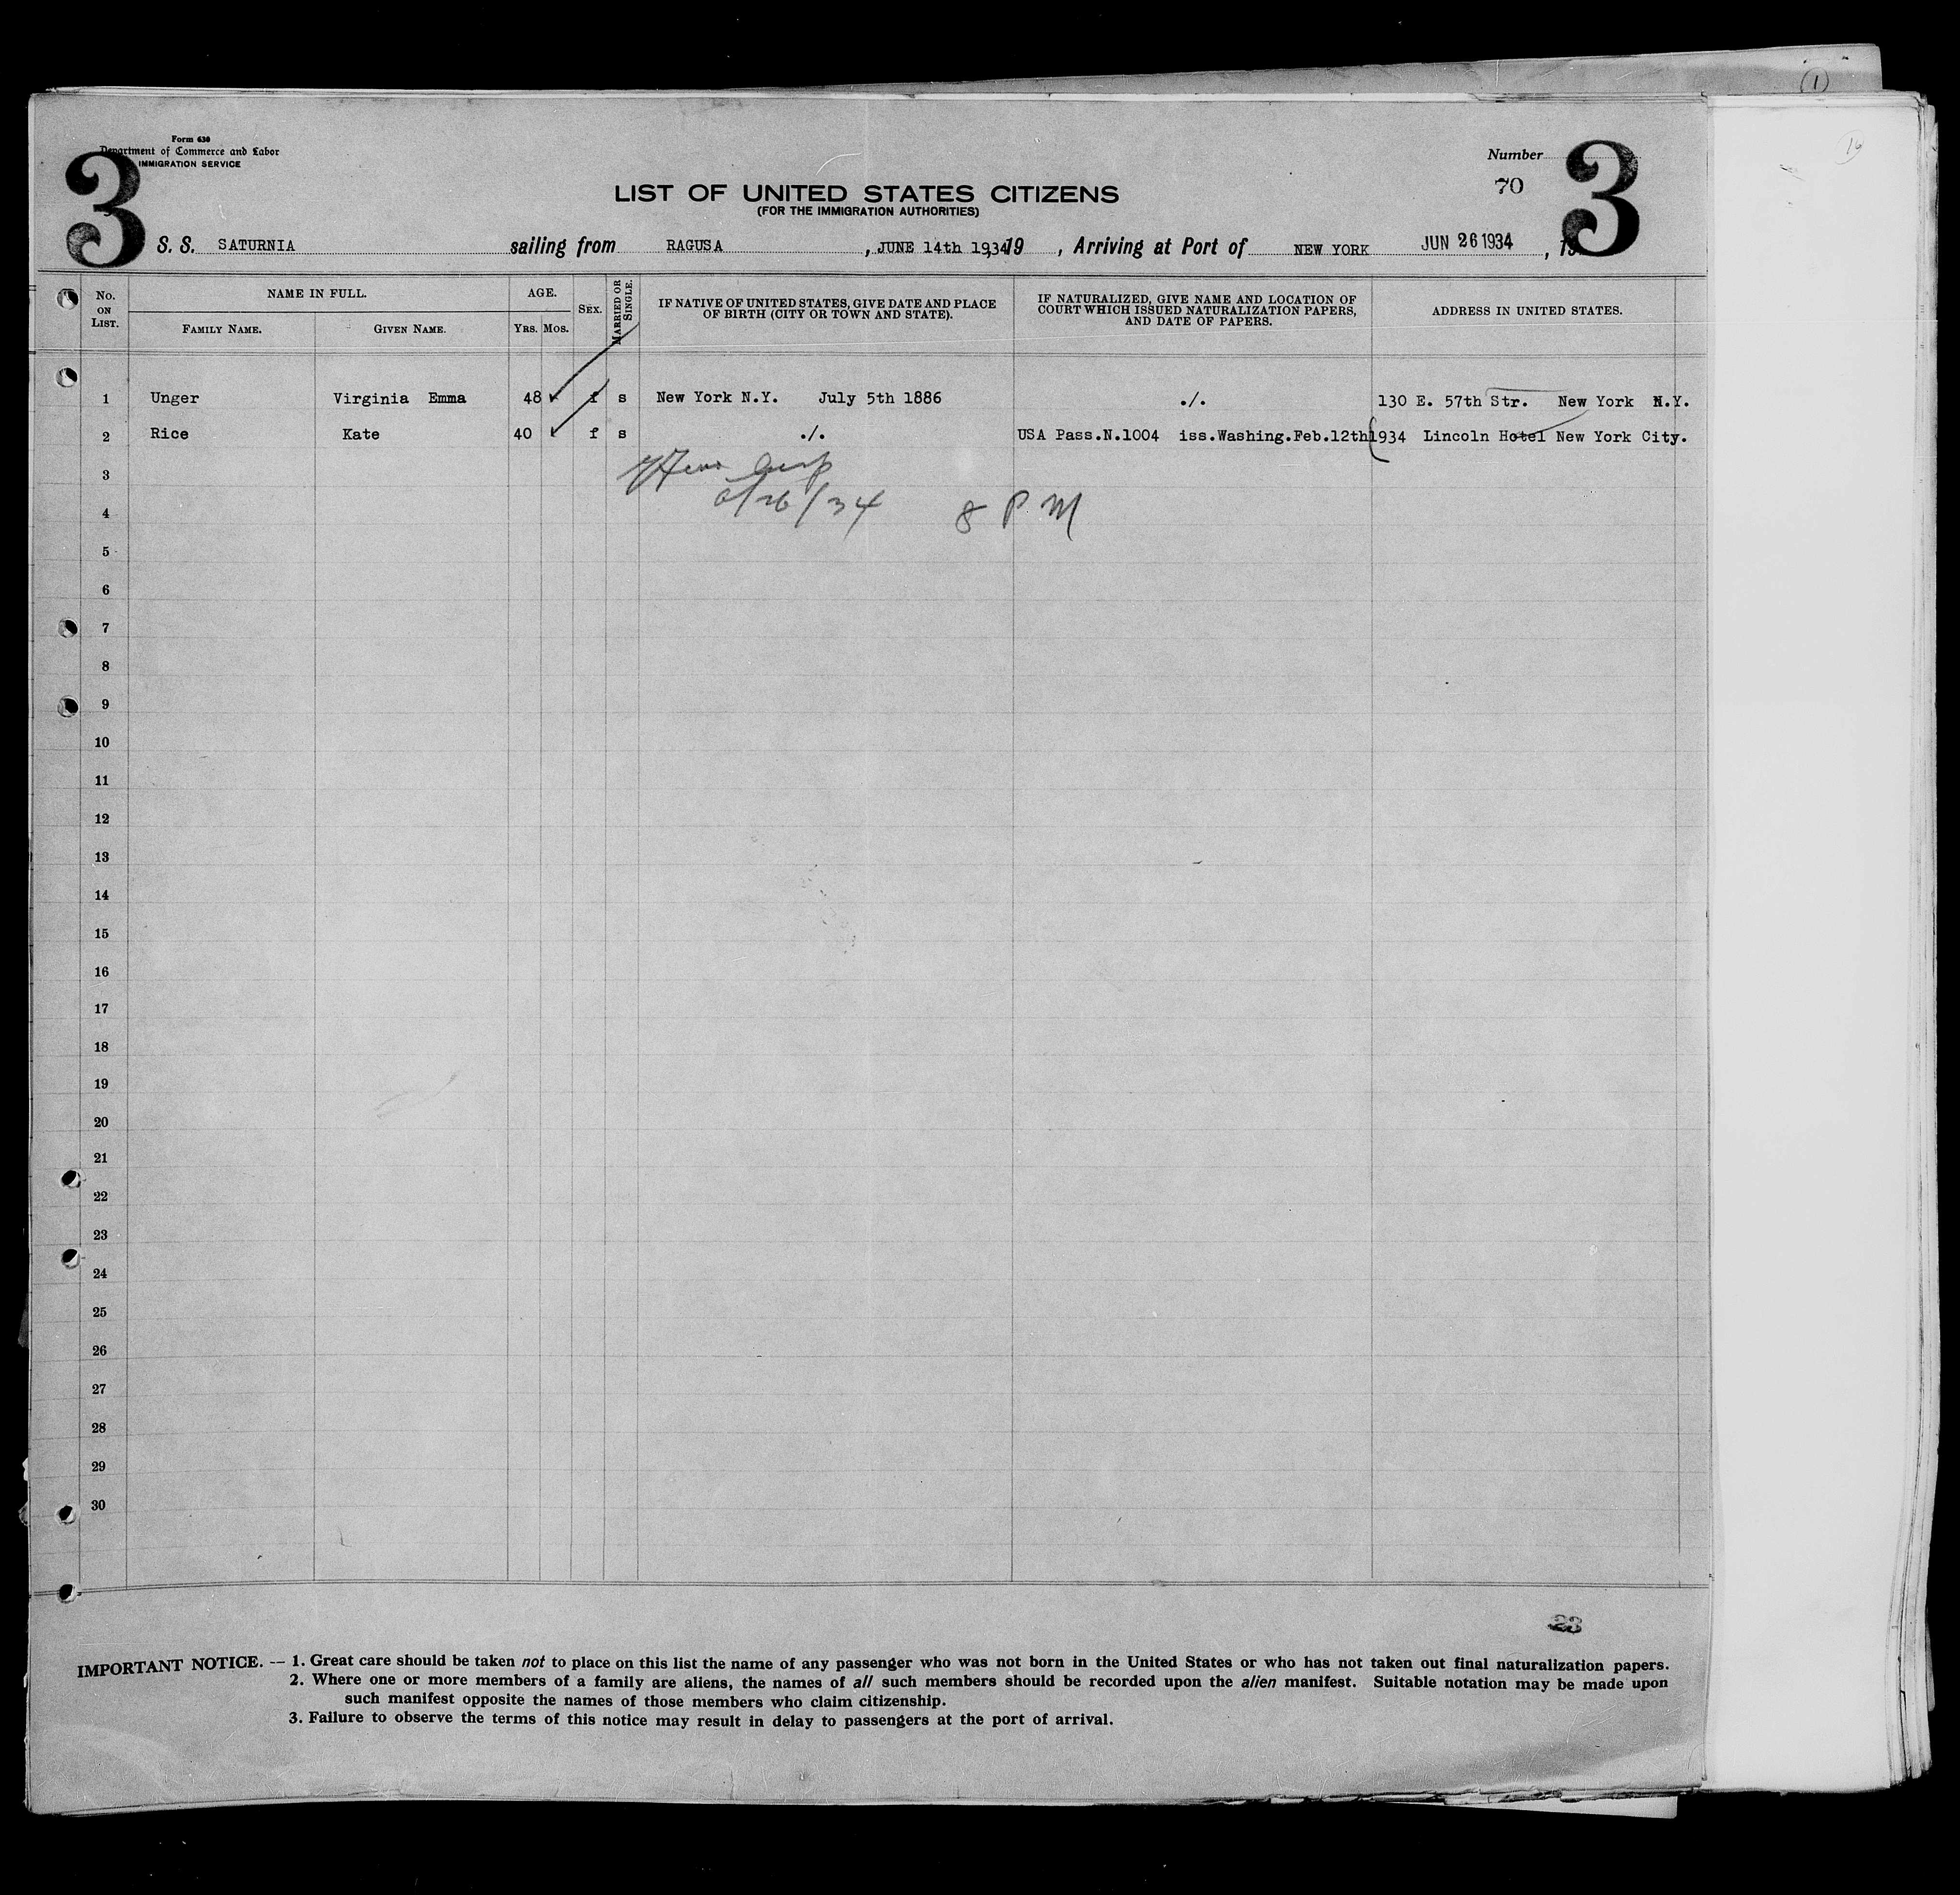 Form 630
Department of Commerce and Labor
IMMIGRATION SERVICE
3
3
Number
70
LIST OF UNITED STATES CITIZENS
(FOR THE IMMIGRATION AUTHORITIES)
S. S. SATURNIA sailing from RAGUSA, JUNE 14th 1934, 19 , Arriving at Port of NEW YORK JUN 26 1934 , 19
No. ON LIST. NAME IN FULL. FAMILY NAME. GIVEN NAME. AGE. YRS. MOS. SEX. MARRIED OR SINGLE. IF NATIVE OF UNITED STATES, GIVE DATE AND PLACE OF BIRTH (CITY OR TOWN AND STATE). IF NATURALIZED, GIVE NAME AND LOCATION OF COURT WHICH ISSUED NATURALIZATION PAPERS, AND DATE OF PAPERS. ADDRESS IN UNITED STATES.
1 Unger Virginia Emma 48 f s New York N.Y. July 5th 1886 ./. 130 E. 57th Str. New York N.Y.
2 Rice Kate 40 f s ./. USA Pass.N.1004 iss.Washing.Feb.12th 1934 Lincoln Hotel New York City.
3
6/26/34 8 PM
4
5
6
7
8
9
10
11
12
13
14
15
16
17
18
19
20
21
22
23
24
25
26
27
28
29
30
23
IMPORTANT NOTICE. — 1. Great care should be taken not to place on this list the name of any passenger who was not born in the United States or who has not taken out final naturalization papers.
2. Where one or more members of a family are aliens, the names of all such members should be recorded upon the alien manifest. Suitable notation may be made upon
such manifest opposite the names of those members who claim citizenship.
3. Failure to observe the terms of this notice may result in delay to passengers at the port of arrival.